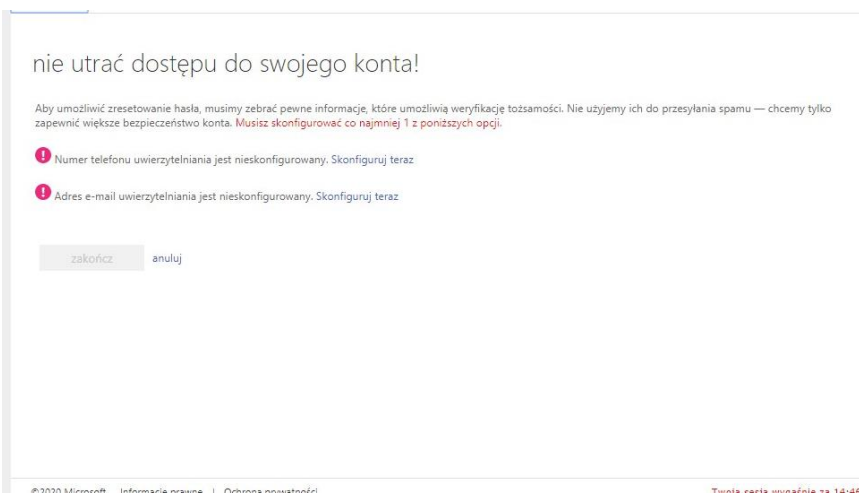 nie utrać dostępu do swojego konta!
Aby umożliwić zresetowanie hasła, musimy zebrać pewne informacje, które umożliwią weryfikację tożsamości. Nie użyjemy ich do przesyłania spamu — chcemy tylko
zapewnić większe bezpieczeństwo konta. Musisz skonfigurować co najmniej 1 z poniższych opcji.
Numer telefonu uwierzytelniania jest nieskonfigurowany. Skonfiguruj teraz
Adres e-mail uwierzytelniania jest nieskonfigurowany. Skonfiguruj teraz
zakończ anuluj
©2020 Microsoft Informacje prawne | Ochrona prywatności Twoja sesja wygaśnie za 14:46